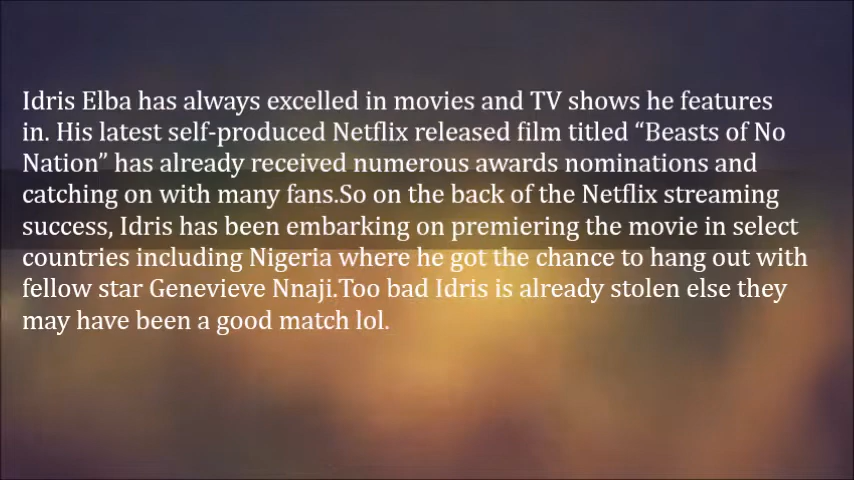 Idris Elba has always excelled in movies and TV shows he features
in. His latest self-produced Netflix released film titled “Beasts of No
Nation” has already received numerous awards nominations and
catching on with many fans.So on the back of the Netflix streaming
success, Idris has been embarking on premiering the movie in select
countries including Nigeria where he got the chance to hang out with
fellow star Genevieve Nnaji.Too bad Idris is already stolen else they
may have been a good match lol.